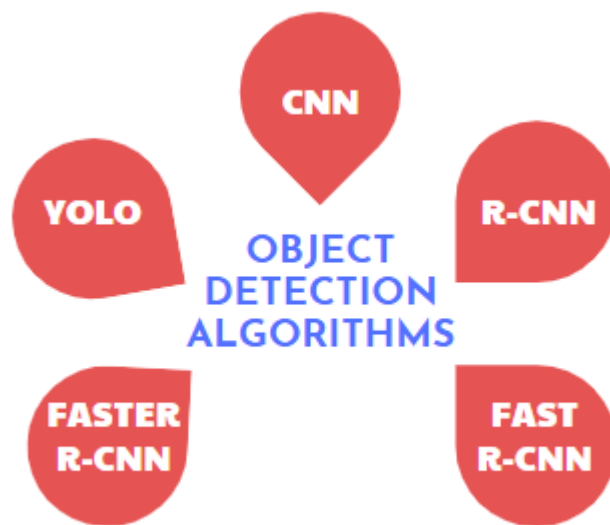 CNN
YOLO
R-CNN
OBJECT
DETECTION
ALGORITHMS
FASTER
R-CNN
FAST
R-CNN